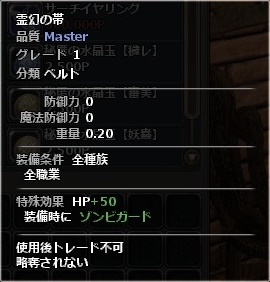 霊幻の帯
品質 Master
グレード 1
分類 ベルト
防御力 0
魔法防御力 0
重量 0.20
装備条件 全種族
全職業
特殊効果 HP+50
装備時に ゾンビガード
使用後トレード不可
略奪されない